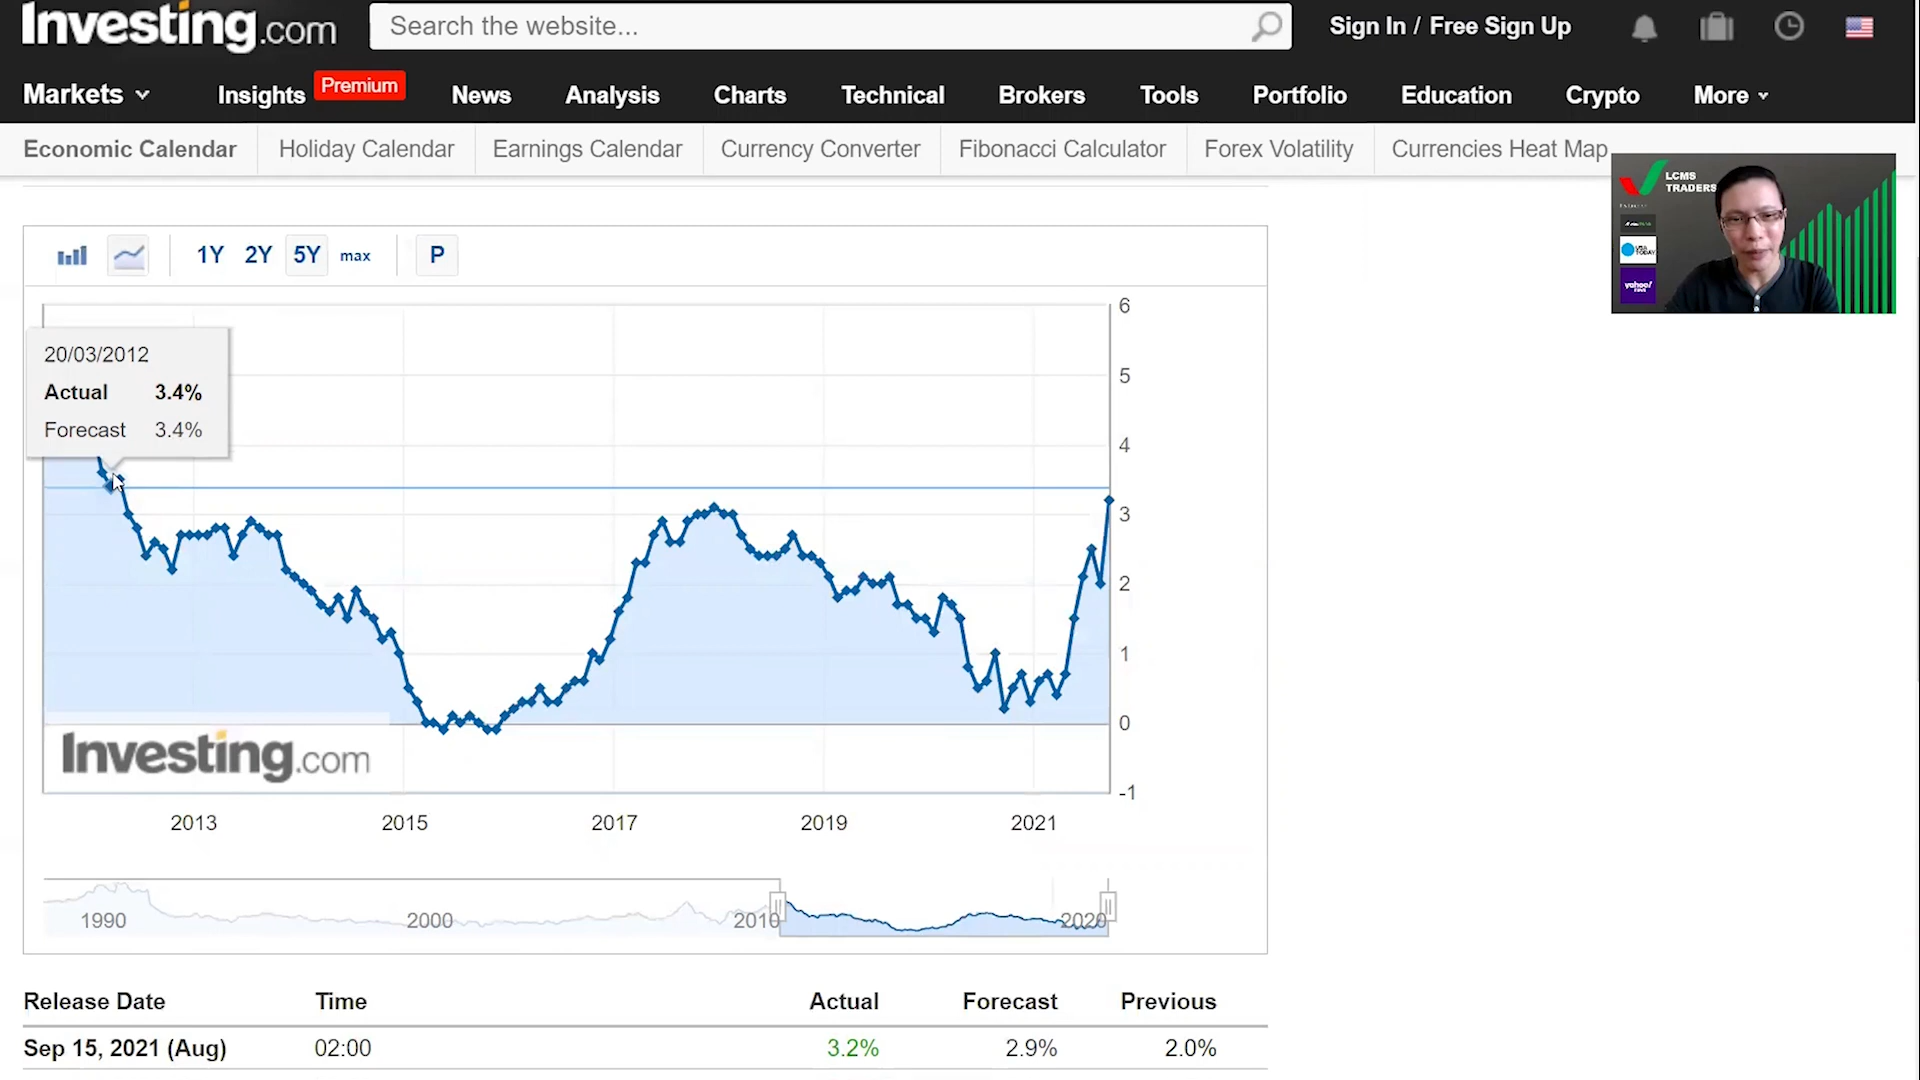 Investing.com
Search the website...
Sign In / Free Sign Up
Markets
Insights
Premium
News
Analysis
Charts
Technical
Brokers
Tools
Portfolio
Education
Crypto
More
Economic Calendar
Holiday Calendar
Earnings Calendar
Currency Converter
Fibonacci Calculator
Forex Volatility
Currencies Heat Map
LCMS
TRADERS
USA
TODAY
yahoo!
1Y
2Y
5Y
max
P
20/03/2012
Actual 3.4%
Forecast 3.4%
6
5
4
3
2
1
0
-1
Investing.com
2013
2015
2017
2019
2021
1990
2000
2010
2020
Release Date Time Actual Forecast Previous
Sep 15, 2021 (Aug) 02:00 3.2% 2.9% 2.0%